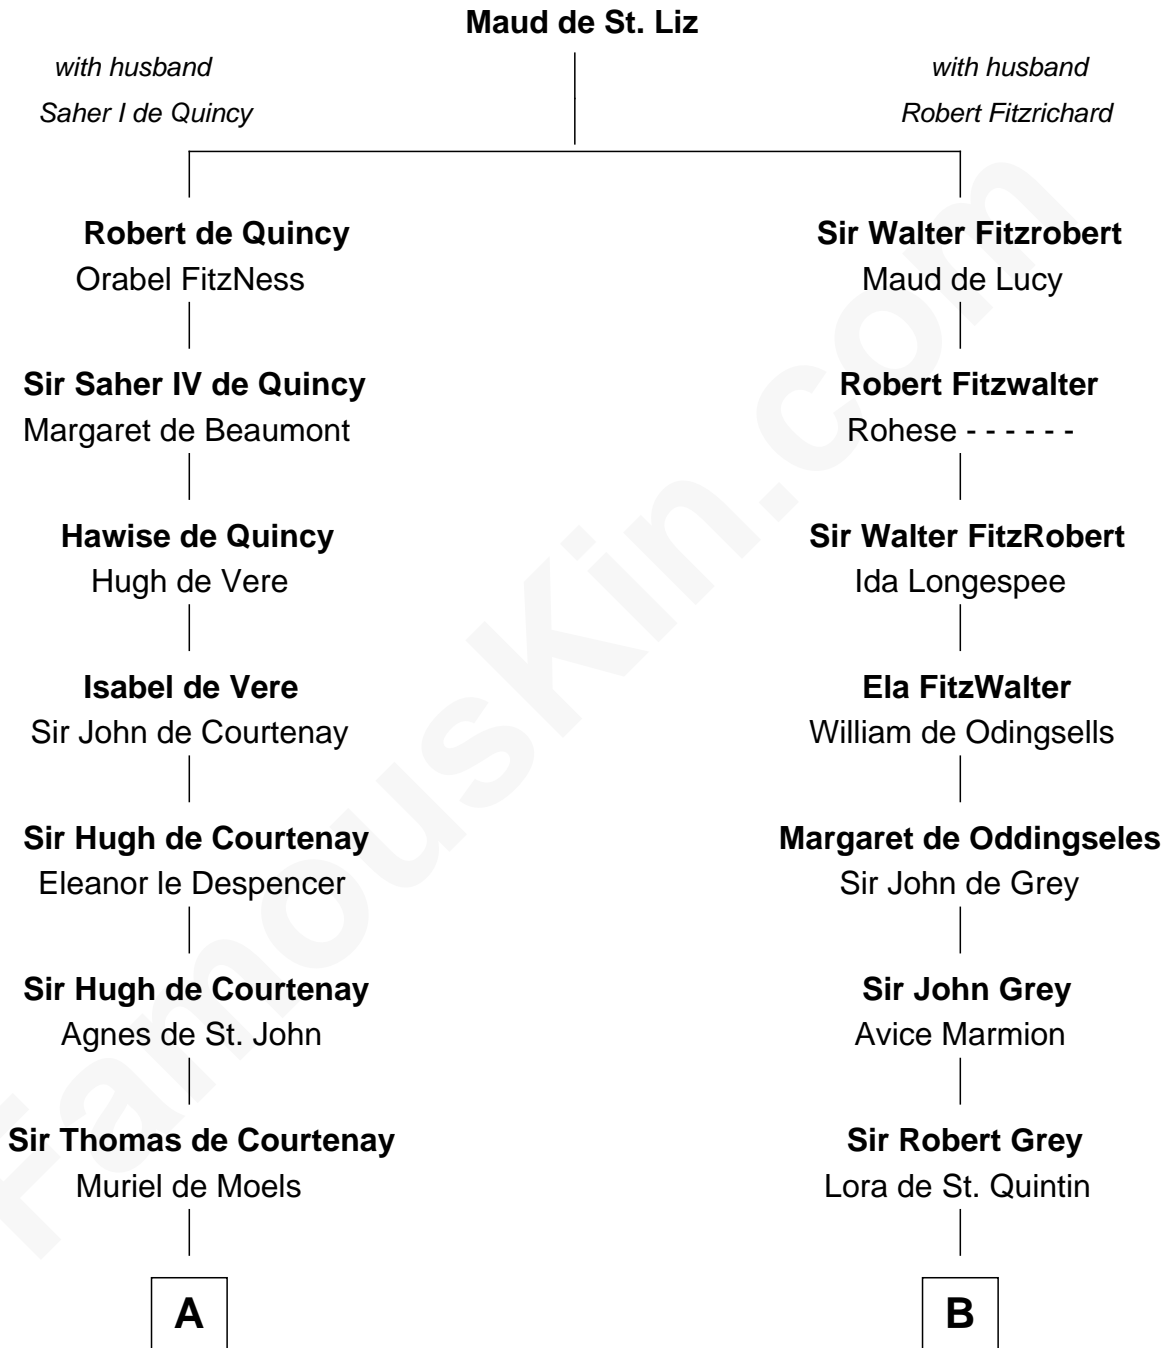 Maud de St. Liz
with husband
Saher I de Quincy
with husband
Robert Fitzrichard
Robert de Quincy
Orabel FitzNess
Sir Saher IV de Quincy
Margaret de Beaumont
Hawise de Quincy
Hugh de Vere
Isabel de Vere
Sir John de Courtenay
Sir Hugh de Courtenay
Eleanor le Despencer
Sir Hugh de Courtenay
Agnes de St. John
Sir Thomas de Courtenay
Muriel de Moels
A
Sir Walter Fitzrobert
Maud de Lucy
Robert Fitzwalter
Rohese - - - - - -
Sir Walter FitzRobert
Ida Longespee
Ela FitzWalter
William de Odingsells
Margaret de Oddingseles
Sir John de Grey
Sir John Grey
Avice Marmion
Sir Robert Grey
Lora de St. Quintin
B
FamousKin.com